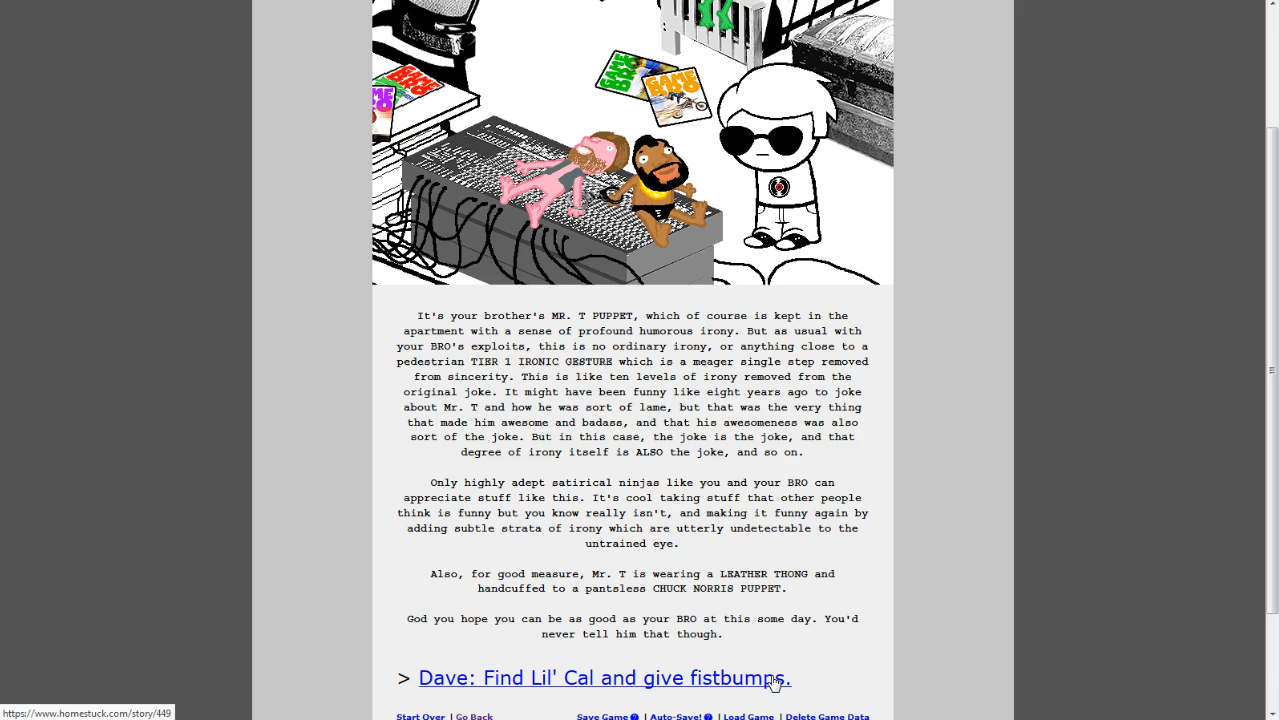 GAME
BRO
GAME
BRO
GAME
BRO
It's your brother's MR. T PUPPET, which of course is kept in the
apartment with a sense of profound humorous irony. But as usual with
your BRO's exploits, this is no ordinary irony, or anything close to a
pedestrian TIER 1 IRONIC GESTURE which is a meager single step removed
from sincerity. This is like ten levels of irony removed from the
original joke. It might have been funny like eight years ago to joke
about Mr. T and how he was sort of lame, but that was the very thing
that made him awesome and badass, and that his awesomeness was also
sort of the joke. But in this case, the joke is the joke, and that
degree of irony itself is ALSO the joke, and so on.
Only highly adept satirical ninjas like you and your BRO can
appreciate stuff like this. It's cool taking stuff that other people
think is funny but you know really isn't, and making it funny again by
adding subtle strata of irony which are utterly undetectable to the
untrained eye.
Also, for good measure, Mr. T is wearing a LEATHER THONG and
handcuffed to a pantsless CHUCK NORRIS PUPPET.
God you hope you can be as good as your BRO at this some day. You'd
never tell him that though.
> Dave: Find Lil' Cal and give fistbumps.
https://www.homestuck.com/story/449
Start Over | Go Back Save Game | Auto-Save! | Load Game | Delete Game Data